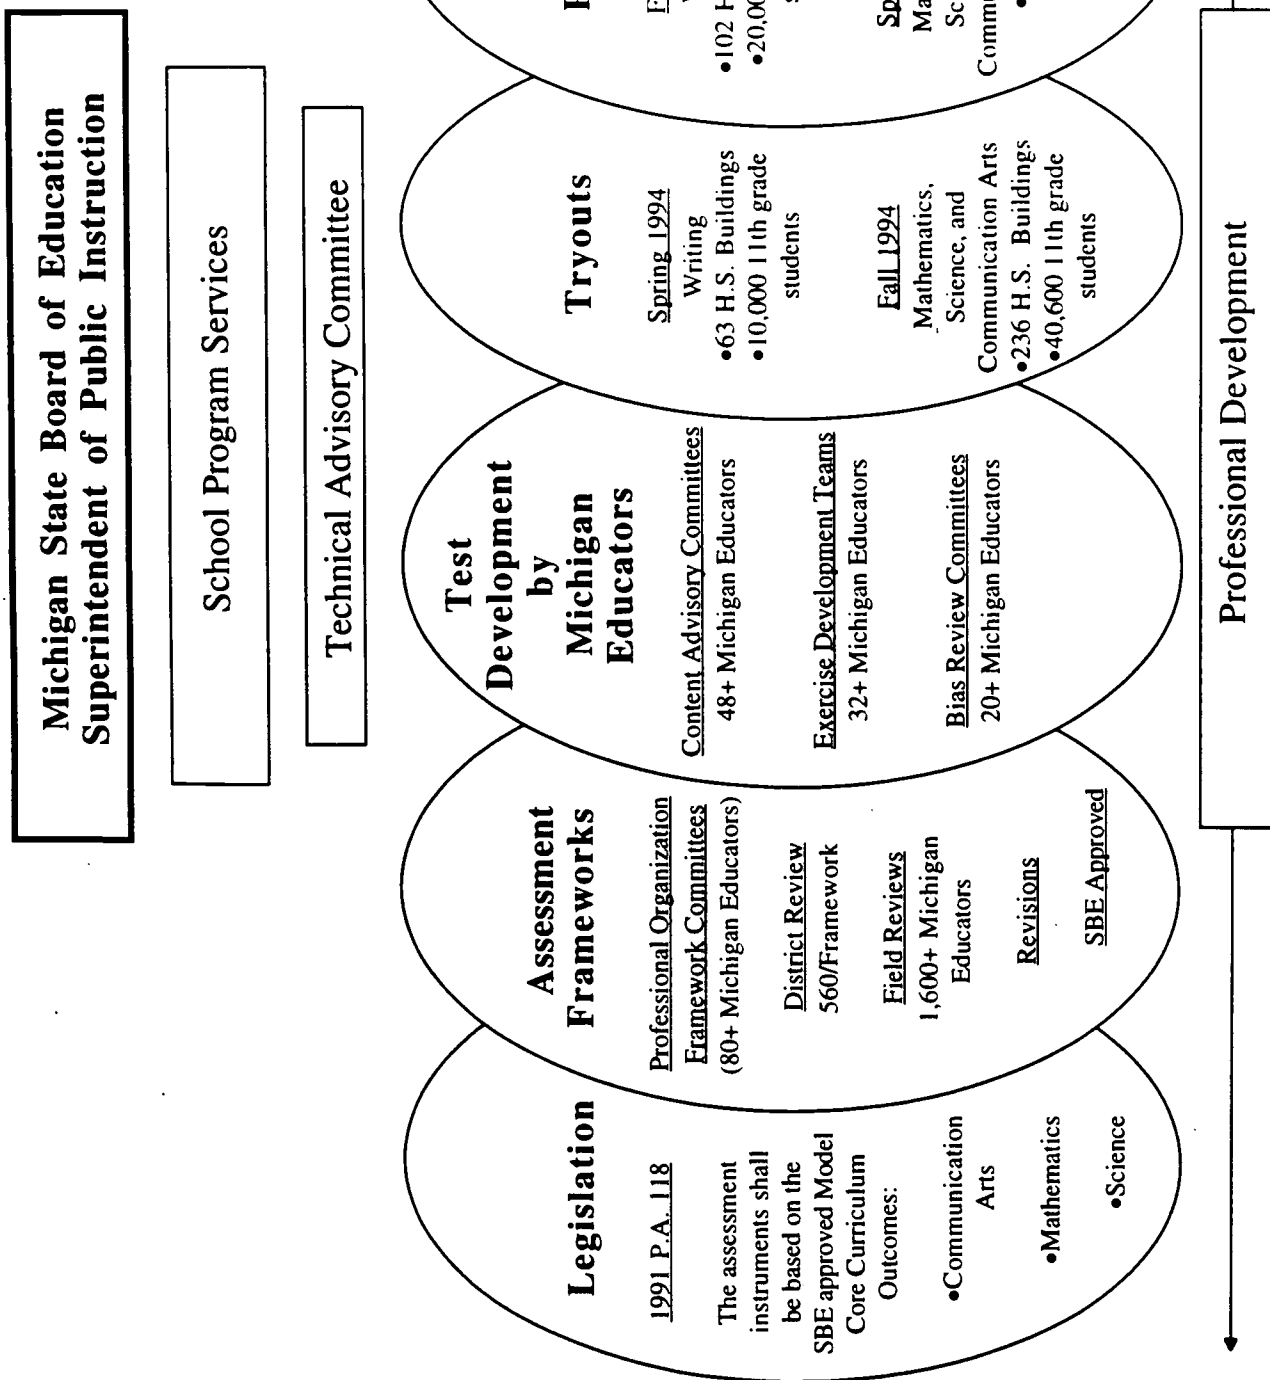 Michigan State Board of Education
Superintendent of Public Instruction
School Program Services
Technical Advisory Committee
Legislation
1991 P.A. 118
The assessment
instruments shall
be based on the
SBE approved Model
Core Curriculum
Outcomes:
•Communication
Arts
•Mathematics
•Science
Assessment
Frameworks
Professional Organization
Framework Committees
(80+ Michigan Educators)
District Review
560/Framework
Field Reviews
1,600+ Michigan
Educators
Revisions
SBE Approved
Test
Development
by
Michigan
Educators
Content Advisory Committees
48+ Michigan Educators
Exercise Development Teams
32+ Michigan Educators
Bias Review Committees
20+ Michigan Educators
Tryouts
Spring 1994
Writing
•63 H.S. Buildings
•10,000 11th grade
students
Fall 1994
Mathematics,
Science, and
Communication Arts
•236 H.S. Buildings
•40,600 11th grade
students
•102
Professional Development